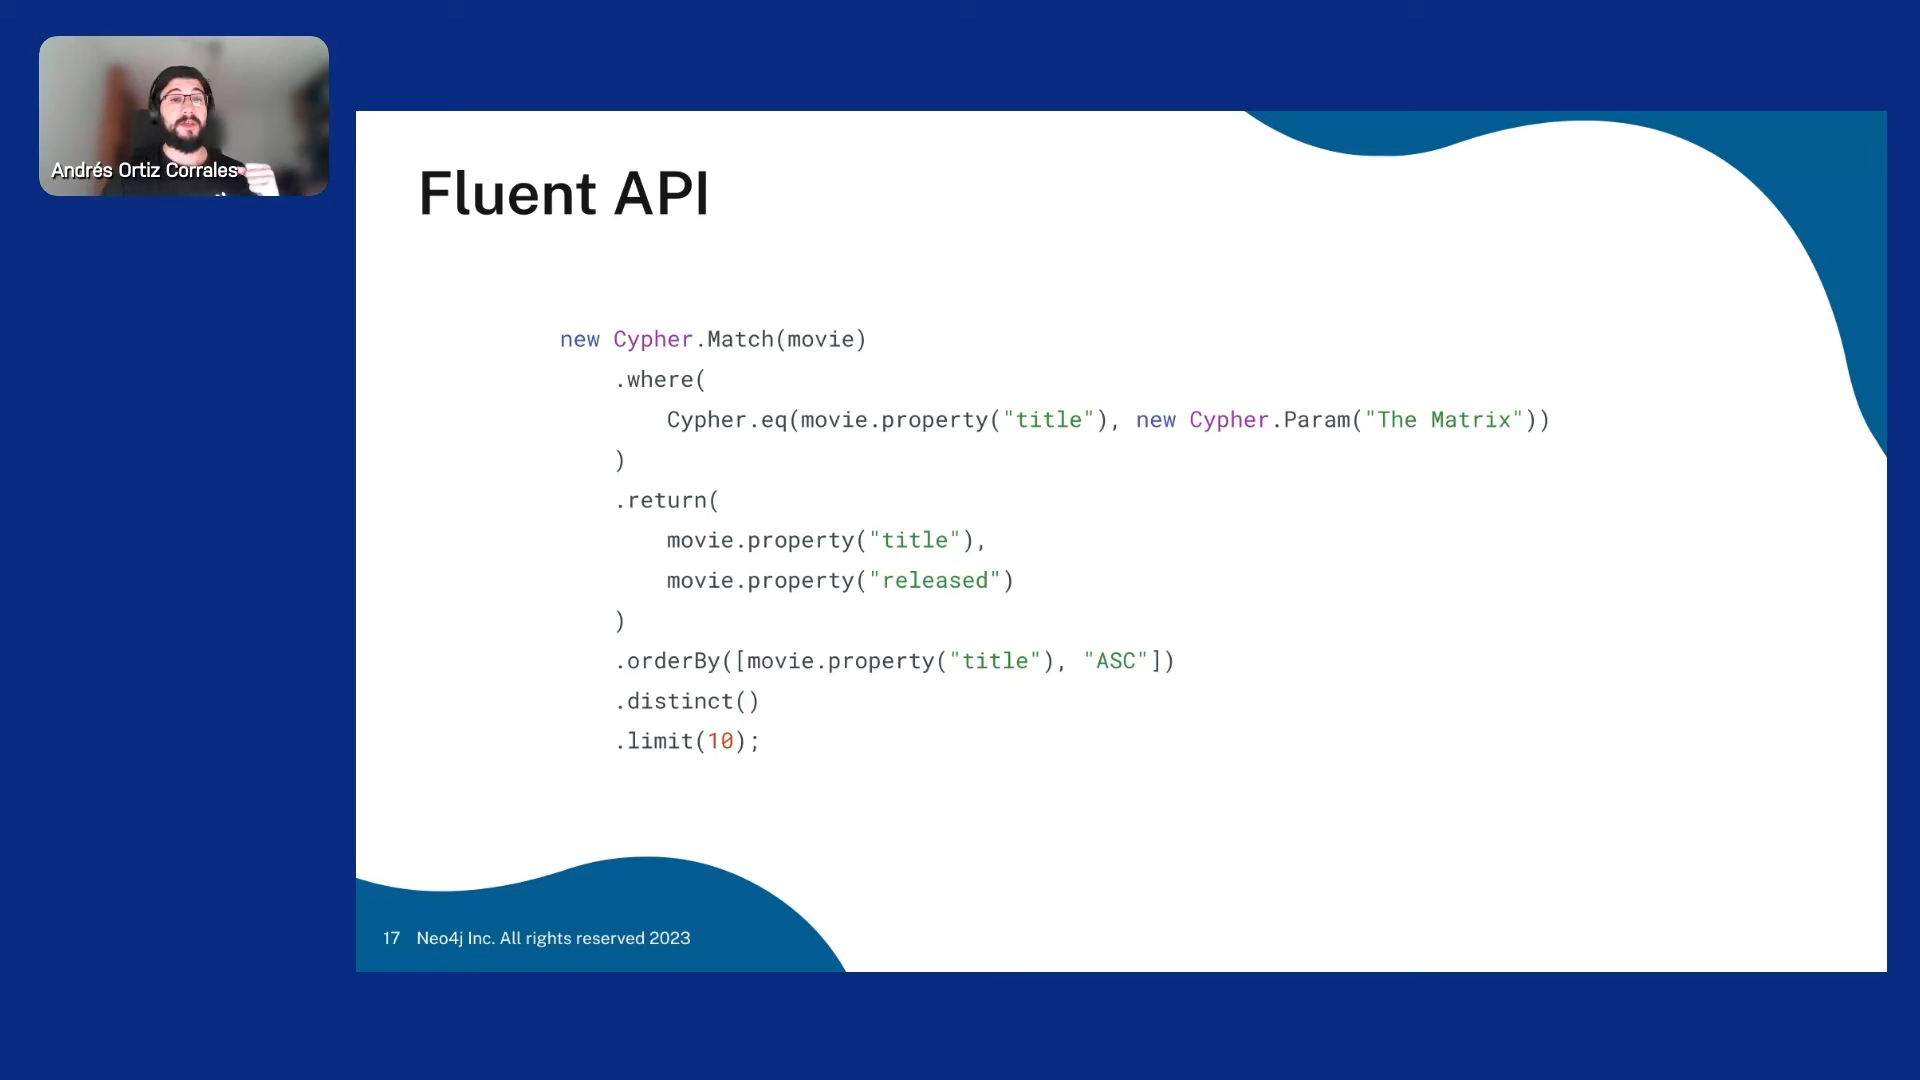 Andrés Ortiz Corrales
Fluent API
new Cypher.Match(movie)
.where(
Cypher.eq(movie.property("title"), new Cypher.Param("The Matrix"))
)
.return(
movie.property("title"),
movie.property("released")
)
.orderBy([movie.property("title"), "ASC"])
.distinct()
.limit(10);
17 Neo4j Inc. All rights reserved 2023